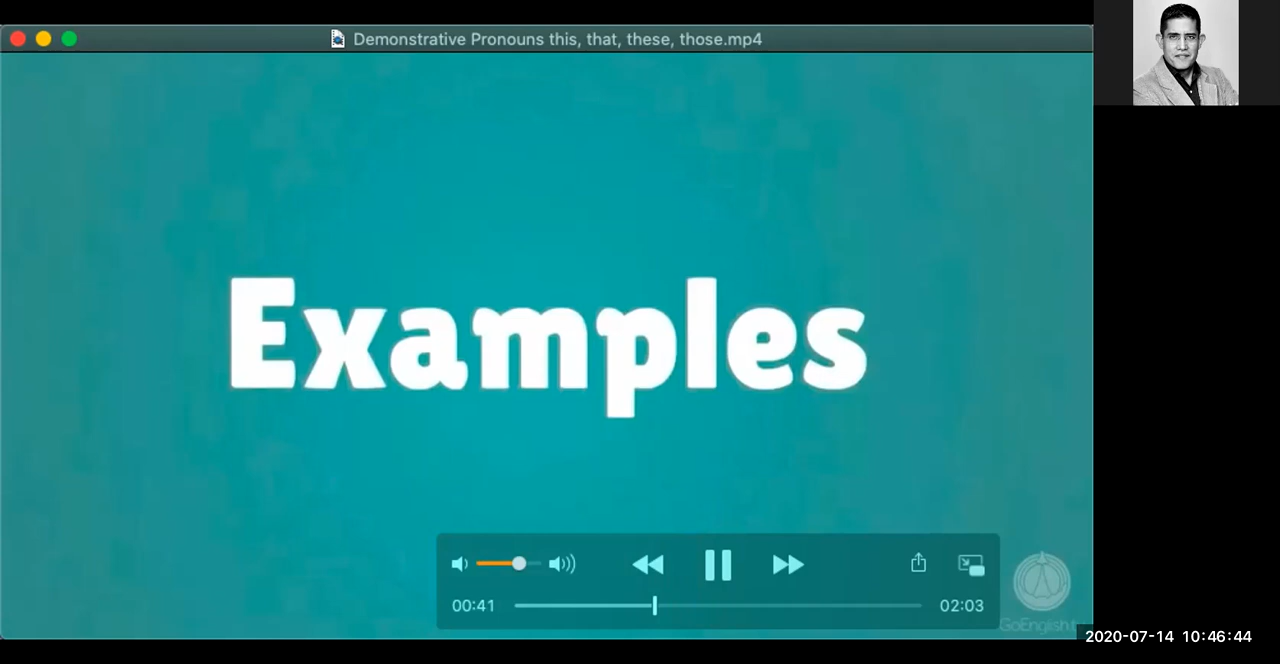 Demonstrative Pronouns this, that, these, those.mp4
Examples
00:41
02:03
2020-07-14 10:46:44